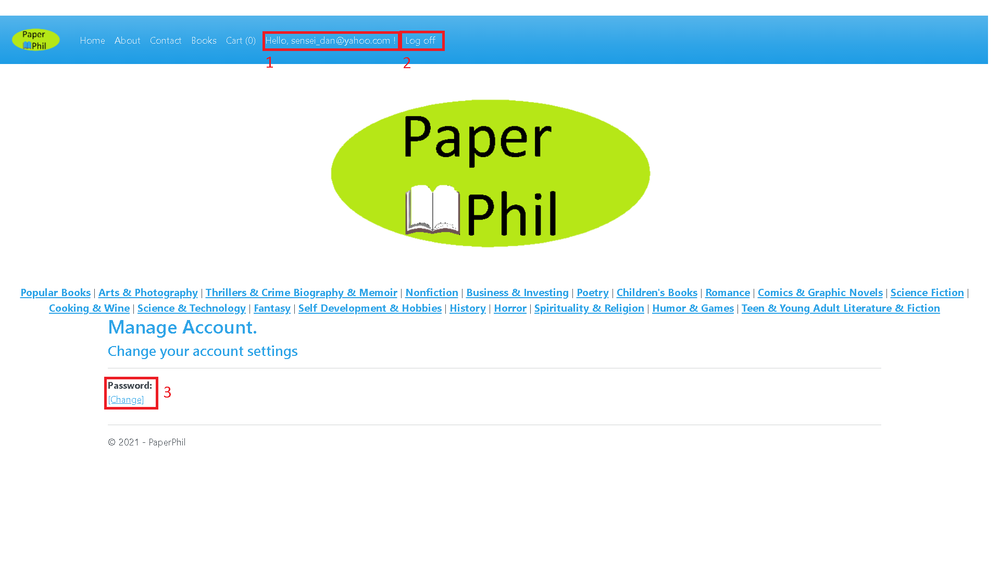 Paper
Phil
Home About Contact Books Cart (0) Hello, sensei_dan@yahoo.com ! Log off
1 2
Paper
Phil
Popular Books | Arts & Photography | Thrillers & Crime Biography & Memoir | Nonfiction | Business & Investing | Poetry | Children's Books | Romance | Comics & Graphic Novels | Science Fiction |
Cooking & Wine | Science & Technology | Fantasy | Self Development & Hobbies | History | Horror | Spirituality & Religion | Humor & Games | Teen & Young Adult Literature & Fiction
Manage Account.
Change your account settings
Password:
3
[Change]
© 2021 - PaperPhil